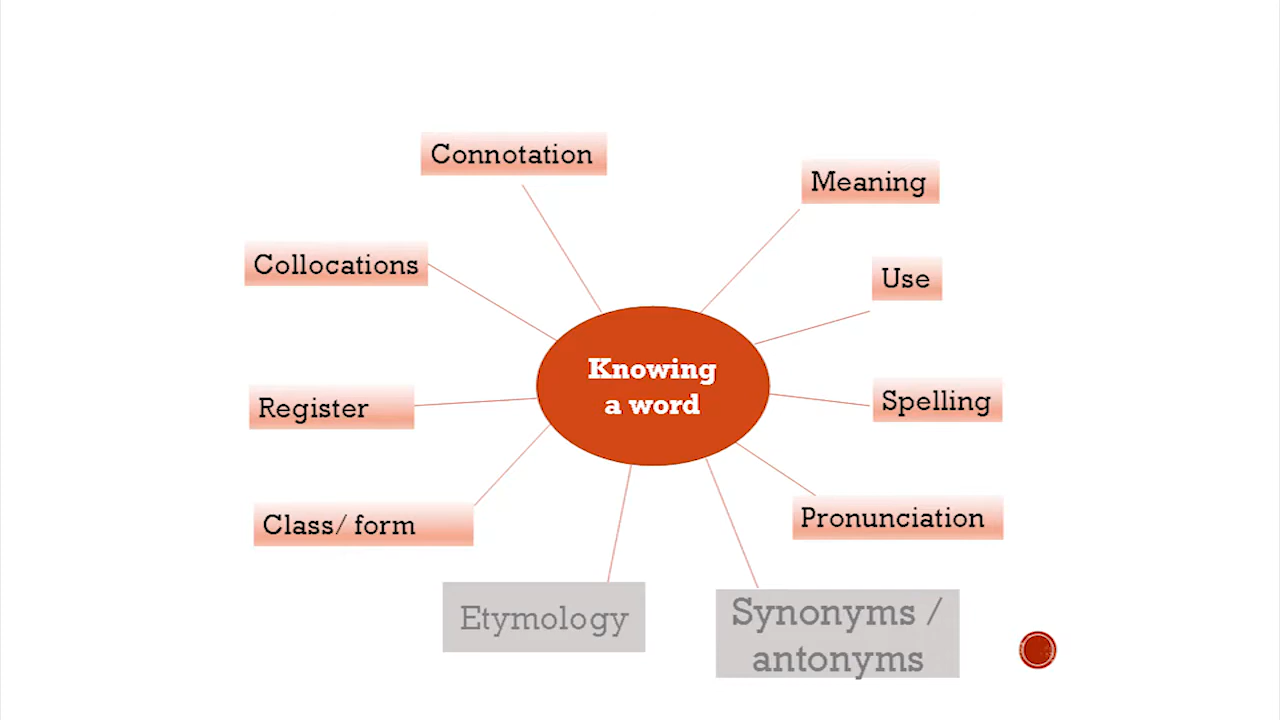 Connotation
Meaning
Collocations
Use
Knowing
a word
Spelling
Register
Pronunciation
Class/ form
Etymology
Synonyms /
antonyms